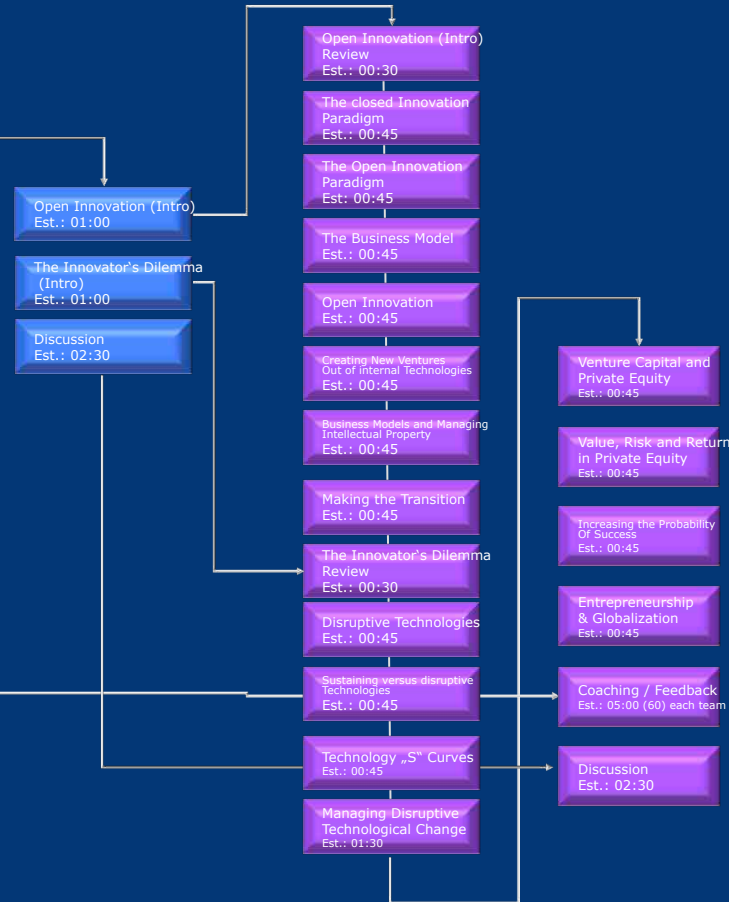 Open Innovation (Intro)
Est.: 01:00
The Innovator‘s Dilemma
(Intro)
Est.: 01:00
Discussion
Est.: 02:30
Open Innovation (Intro)
Review
Est.: 00:30
The closed Innovation
Paradigm
Est.: 00:45
The Open Innovation
Paradigm
Est: 00:45
The Business Model
Est.: 00:45
Open Innovation
Est.: 00:45
Creating New Ventures
Out of internal Technologies
Est.: 00:45
Business Models and Managing
Intellectual Property
Est.: 00:45
Making the Transition
Est.: 00:45
The Innovator‘s Dilemma
Review
Est.: 00:30
Disruptive Technologies
Est.: 00:45
Sustaining versus disruptive
Technologies
Est.: 00:45
Technology „S“ Curves
Est.: 00:45
Managing Disruptive
Technological Change
Est.: 01:30
Venture Capital and
Private Equity
Est.: 00:45
Value, Risk and Return
in Private Equity
Est.: 00:45
Increasing the Probability
Of Success
Est.: 00:45
Entrepreneurship
& Globalization
Est.: 00:45
Coaching / Feedback
Est.: 05:00 (60) each team
Discussion
Est.: 02:30